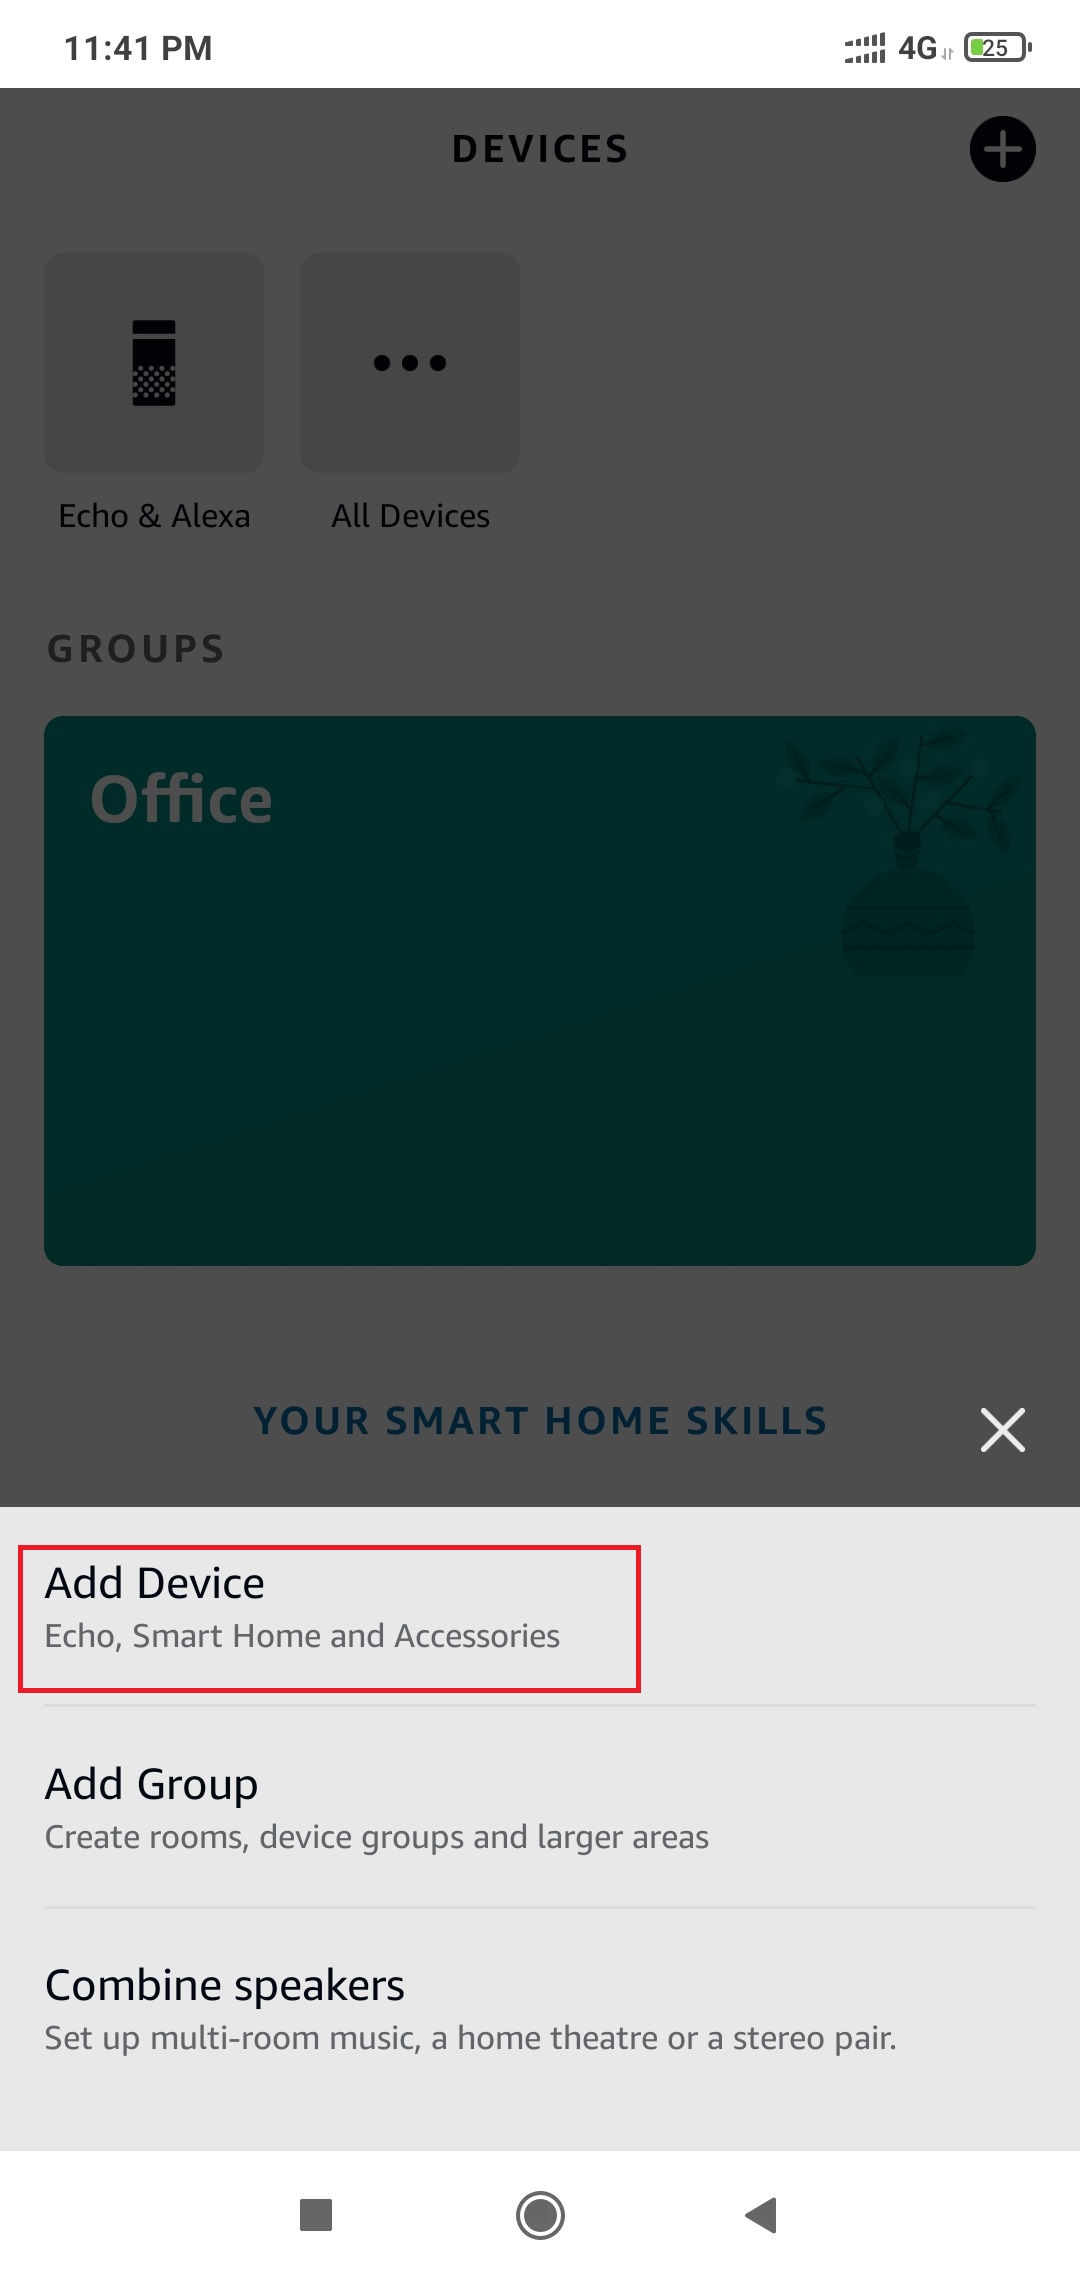 11:41 PM
4G
25
DEVICES
Echo & Alexa
All Devices
GROUPS
Office
YOUR SMART HOME SKILLS
Add Device
Echo, Smart Home and Accessories
Add Group
Create rooms, device groups and larger areas
Combine speakers
Set up multi-room music, a home theatre or a stereo pair.